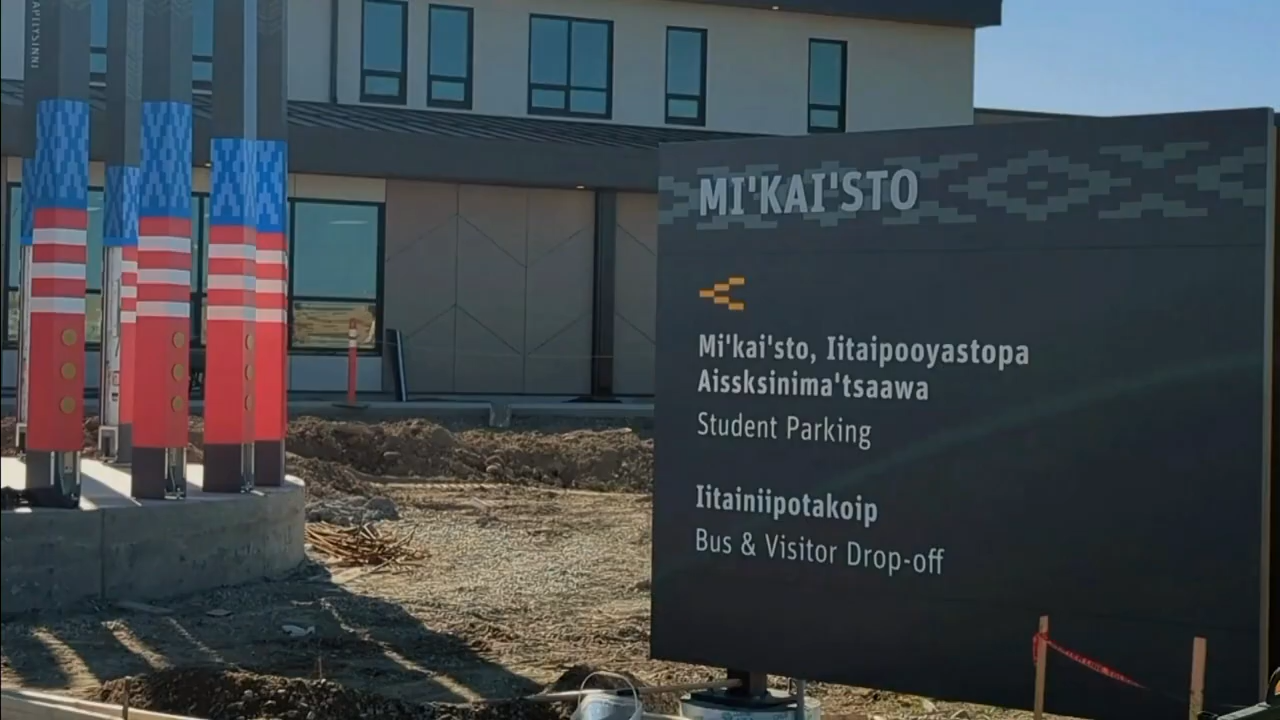 MI'KAI'STO
Mi'kai'sto, Iitaipooyastopa
Aissksinima'tsaawa
Student Parking
Iitainiipotakoip
Bus & Visitor Drop-off